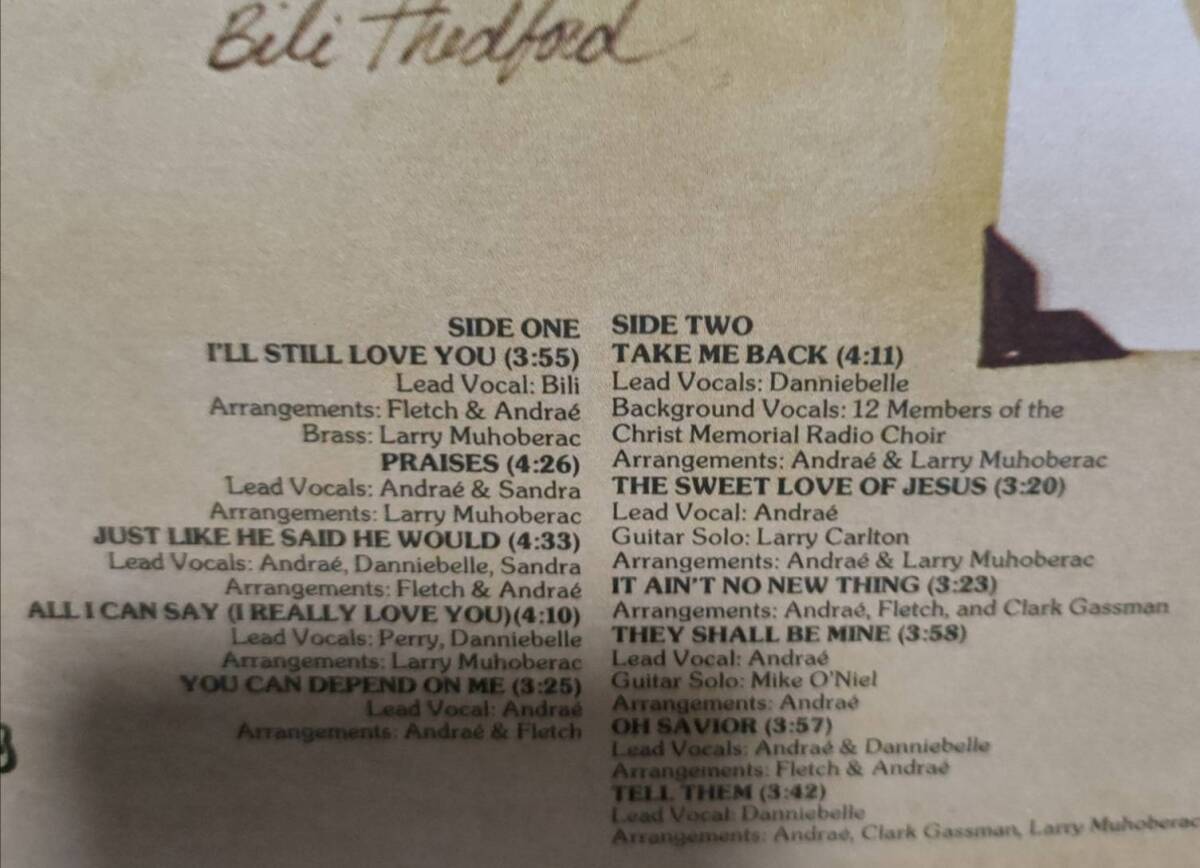 Bili Thedford
SIDE ONE
I'LL STILL LOVE YOU (3:55)
Lead Vocal: Bili
Arrangements: Fletch & Andraé
Brass: Larry Muhoberac
PRAISES (4:26)
Lead Vocals: Andraé & Sandra
Arrangements: Larry Muhoberac
JUST LIKE HE SAID HE WOULD (4:33)
Lead Vocals: Andraé, Danniebelle, Sandra
Arrangements: Fletch & Andraé
ALL I CAN SAY (I REALLY LOVE YOU)(4:10)
Lead Vocals: Perry, Danniebelle
Arrangements: Larry Muhoberac
YOU CAN DEPEND ON ME (3:25)
Lead Vocal: Andraé
Arrangements: Andraé & Fletch
SIDE TWO
TAKE ME BACK (4:11)
Lead Vocals: Danniebelle
Background Vocals: 12 Members of the
Christ Memorial Radio Choir
Arrangements: Andraé & Larry Muhoberac
THE SWEET LOVE OF JESUS (3:20)
Lead Vocal: Andraé
Guitar Solo: Larry Carlton
Arrangements: Andraé & Larry Muhoberac
IT AIN'T NO NEW THING (3:23)
Arrangements: Andraé, Fletch, and Clark Gassman
THEY SHALL BE MINE (3:58)
Lead Vocal: Andraé
Guitar Solo: Mike O'Niel
Arrangements: Andraé
OH SAVIOR (3:57)
Lead Vocals: Andraé & Danniebelle
Arrangements: Fletch & Andraé
TELL THEM (3:42)
Lead Vocal: Danniebelle
Arrangements: Andraé, Clark Gassman, Larry Muhoberac